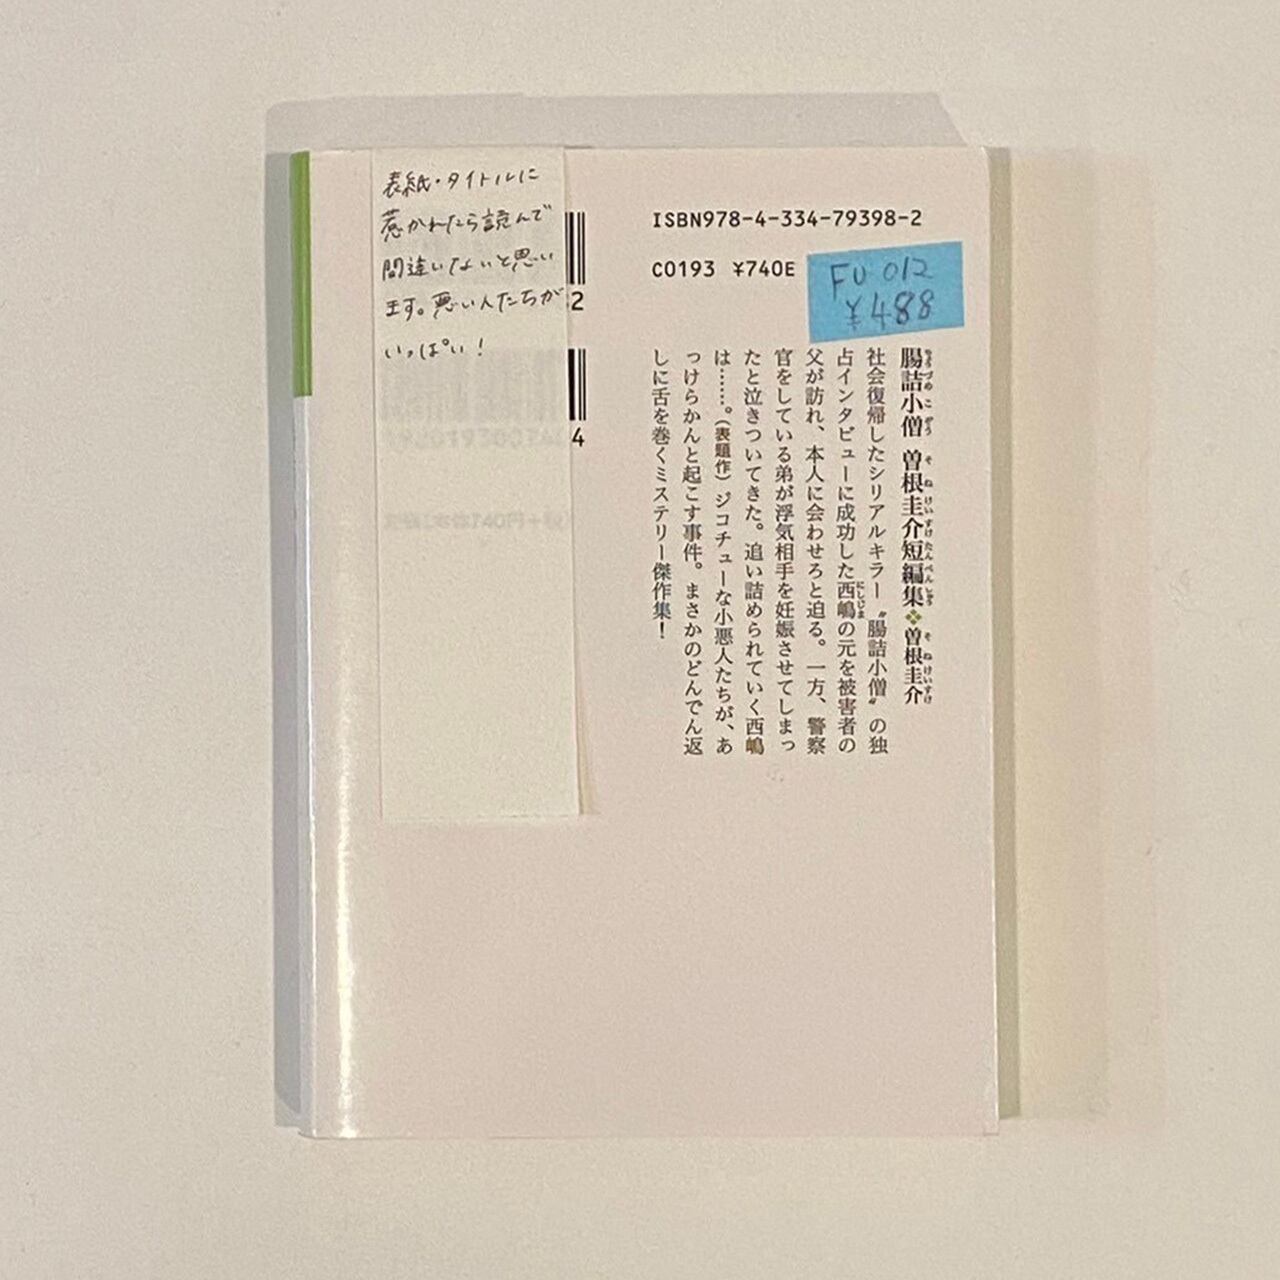 表紙・タイトルに
惹かれたら読んで
間違いないと思い
ます。悪い人たちが
いっぱい!
2
4
ISBN978-4-334-79398-2
C0193 ¥740E
FU 012
¥488
腸詰小僧 曽根圭介短編集❖曽根圭介
社会復帰したシリアルキラー〝腸詰小僧〟の独
占インタビューに成功した西嶋の元を被害者の
父が訪れ、本人に会わせろと迫る。一方、警察
官をしている弟が浮気相手を妊娠させてしまっ
たと泣きついてきた。追い詰められていく西嶋
は……。(表題作)ジコチューな小悪人たちが、あ
っけらかんと起こす事件。まさかのどんでん返
しに舌を巻くミステリー傑作集!